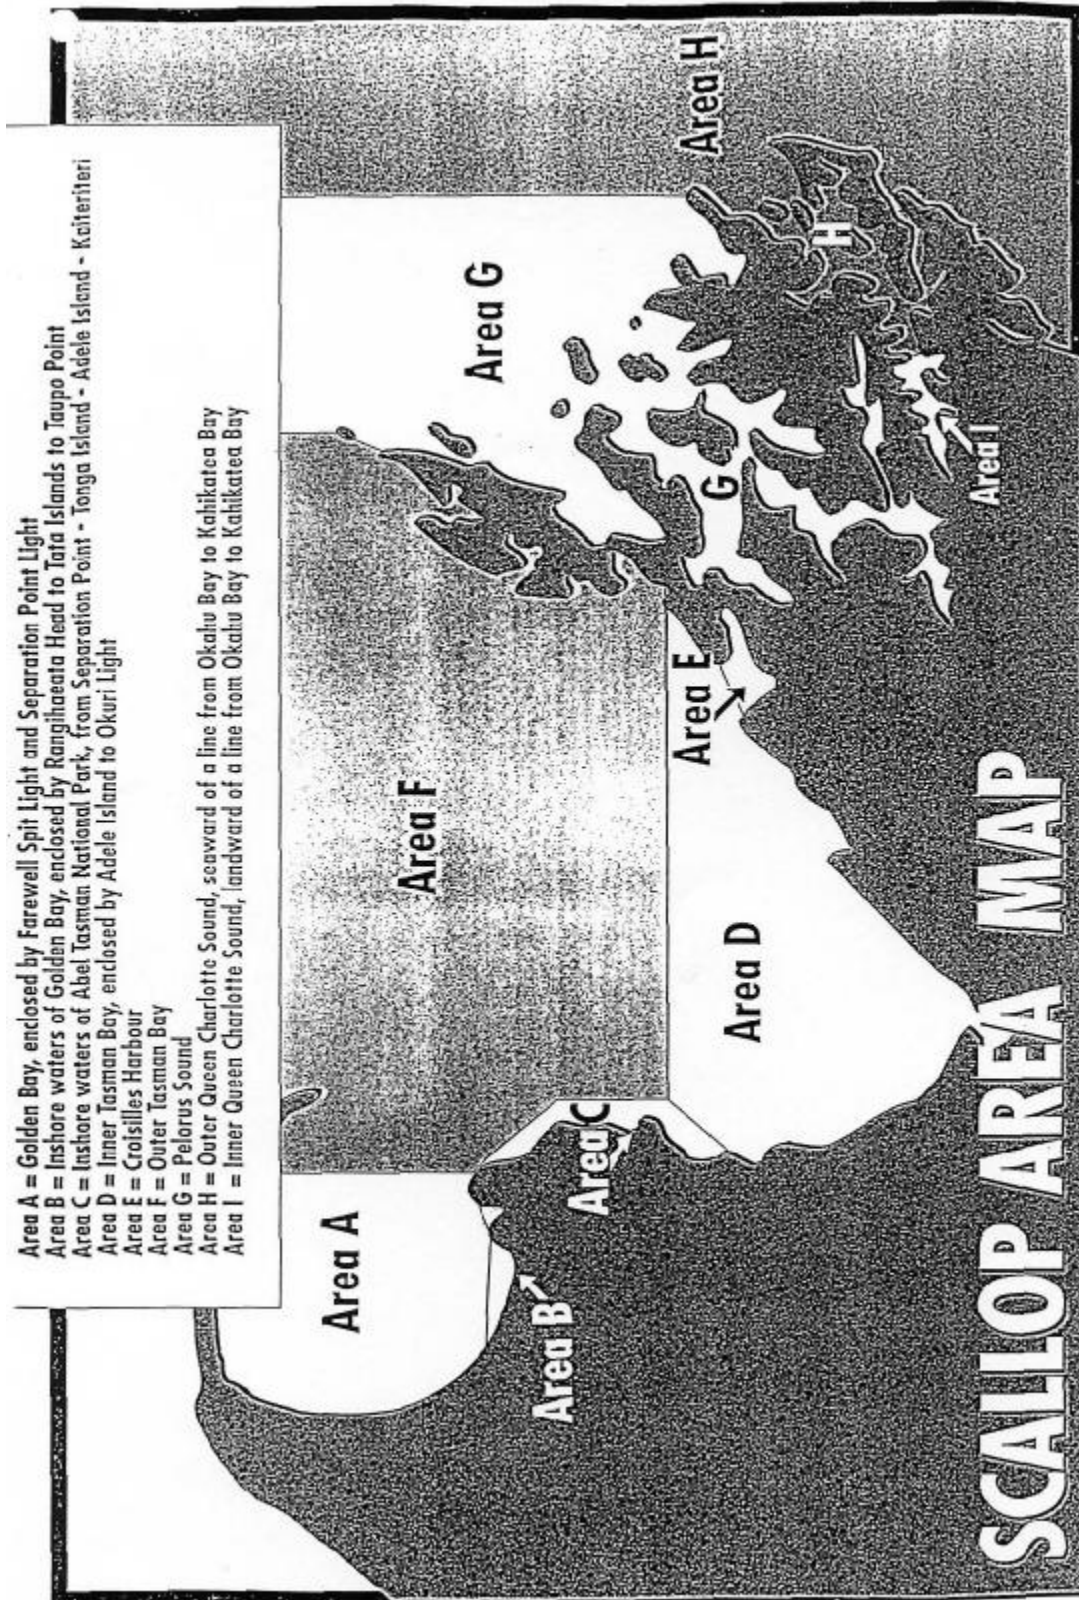 Area A = Golden Bay, enclosed by Farewell Spit Light and Separation Point Light
Area B = Inshore waters of Golden Bay, enclosed by Rangihaeata Head to Tata Islands to Taupo Point
Area C = Inshore waters of Abel Tasman National Park, from Separation Point - Tonga Island - Adele Island - Kaiteriteri
Area D = Inner Tasman Bay, enclosed by Adele Island to Okuri Light
Area E = Croisilles Harbour
Area F = Outer Tasman Bay
Area G = Pelorus Sound
Area H = Outer Queen Charlotte Sound, seaward of a line from Okahu Bay to Kahikatea Bay
Area I = Inner Queen Charlotte Sound, landward of a line from Okahu Bay to Kahikatea Bay
Area A
Area B
Area C
Area D
Area E
Area F
Area G
G
Area H
H
Area I
SCALLOP AREA MAP